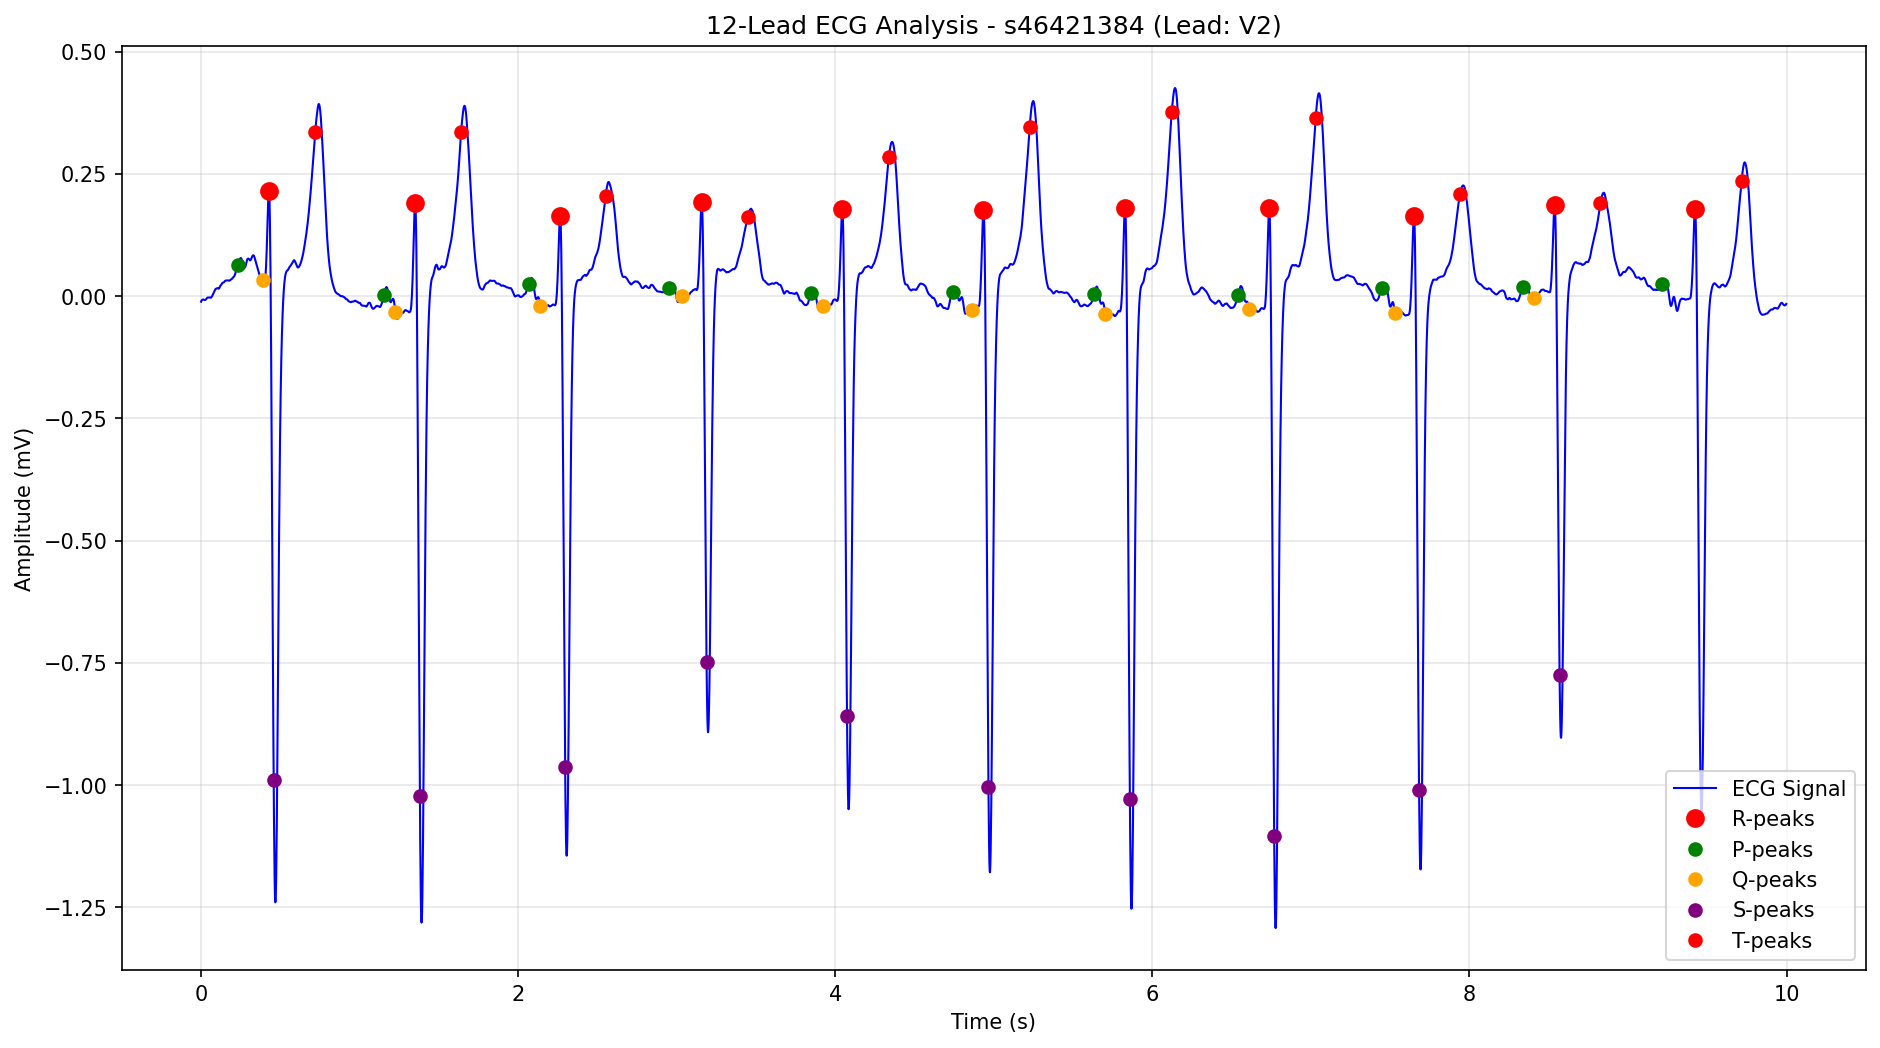 12-Lead ECG Analysis - s46421384 (Lead: V2)
0.50
0.25
0.00
−0.25
−0.50
−0.75
−1.00
−1.25
Amplitude (mV)
0
2
4
6
8
10
Time (s)
ECG Signal
R-peaks
P-peaks
Q-peaks
S-peaks
T-peaks